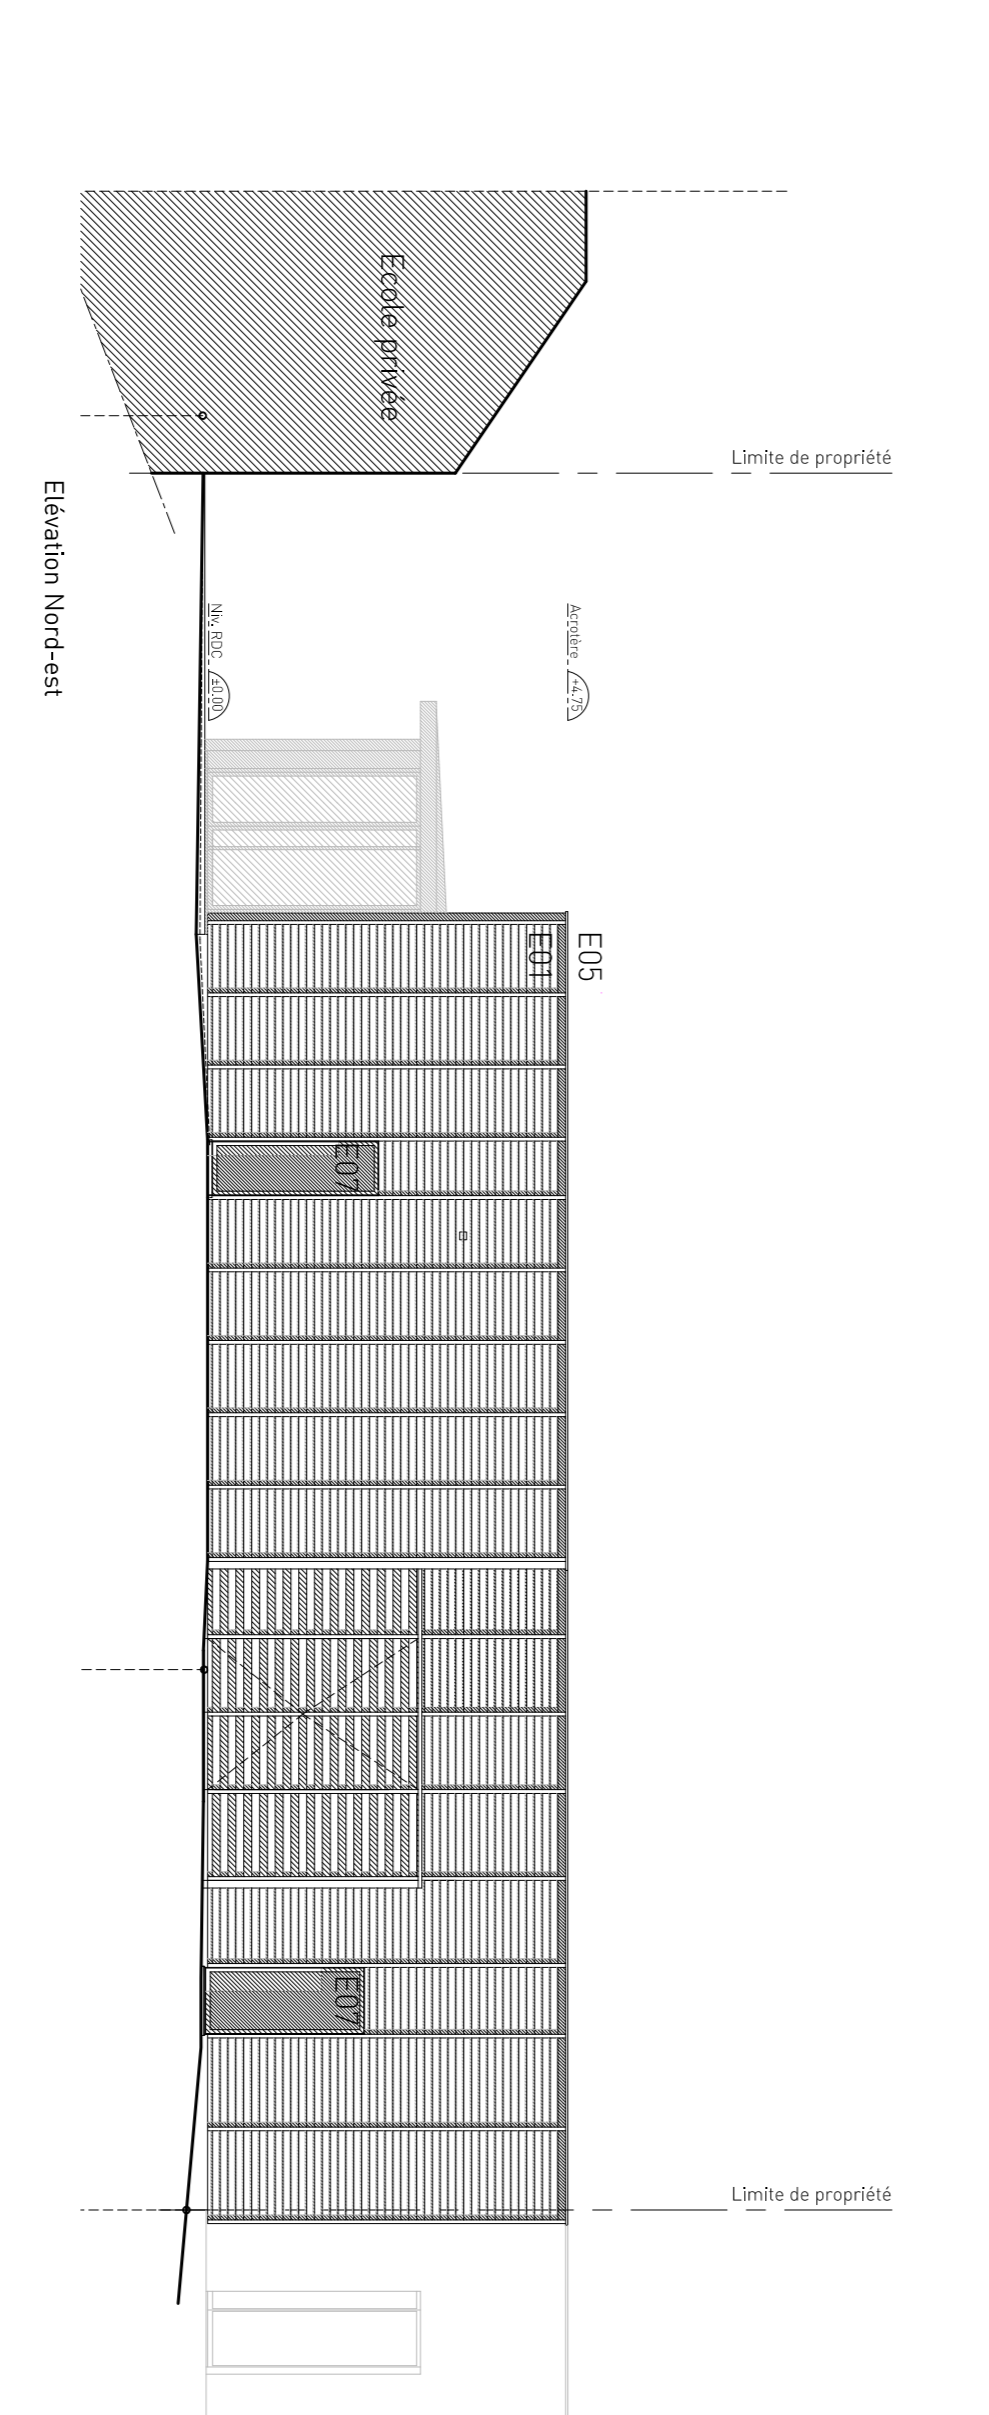 Ecole privée
Limite de propriété
Elévation Nord-est
Niv. RDC
±0.00
Acrotère
+4.75
E05
E01
E07
E07
Limite de propriété